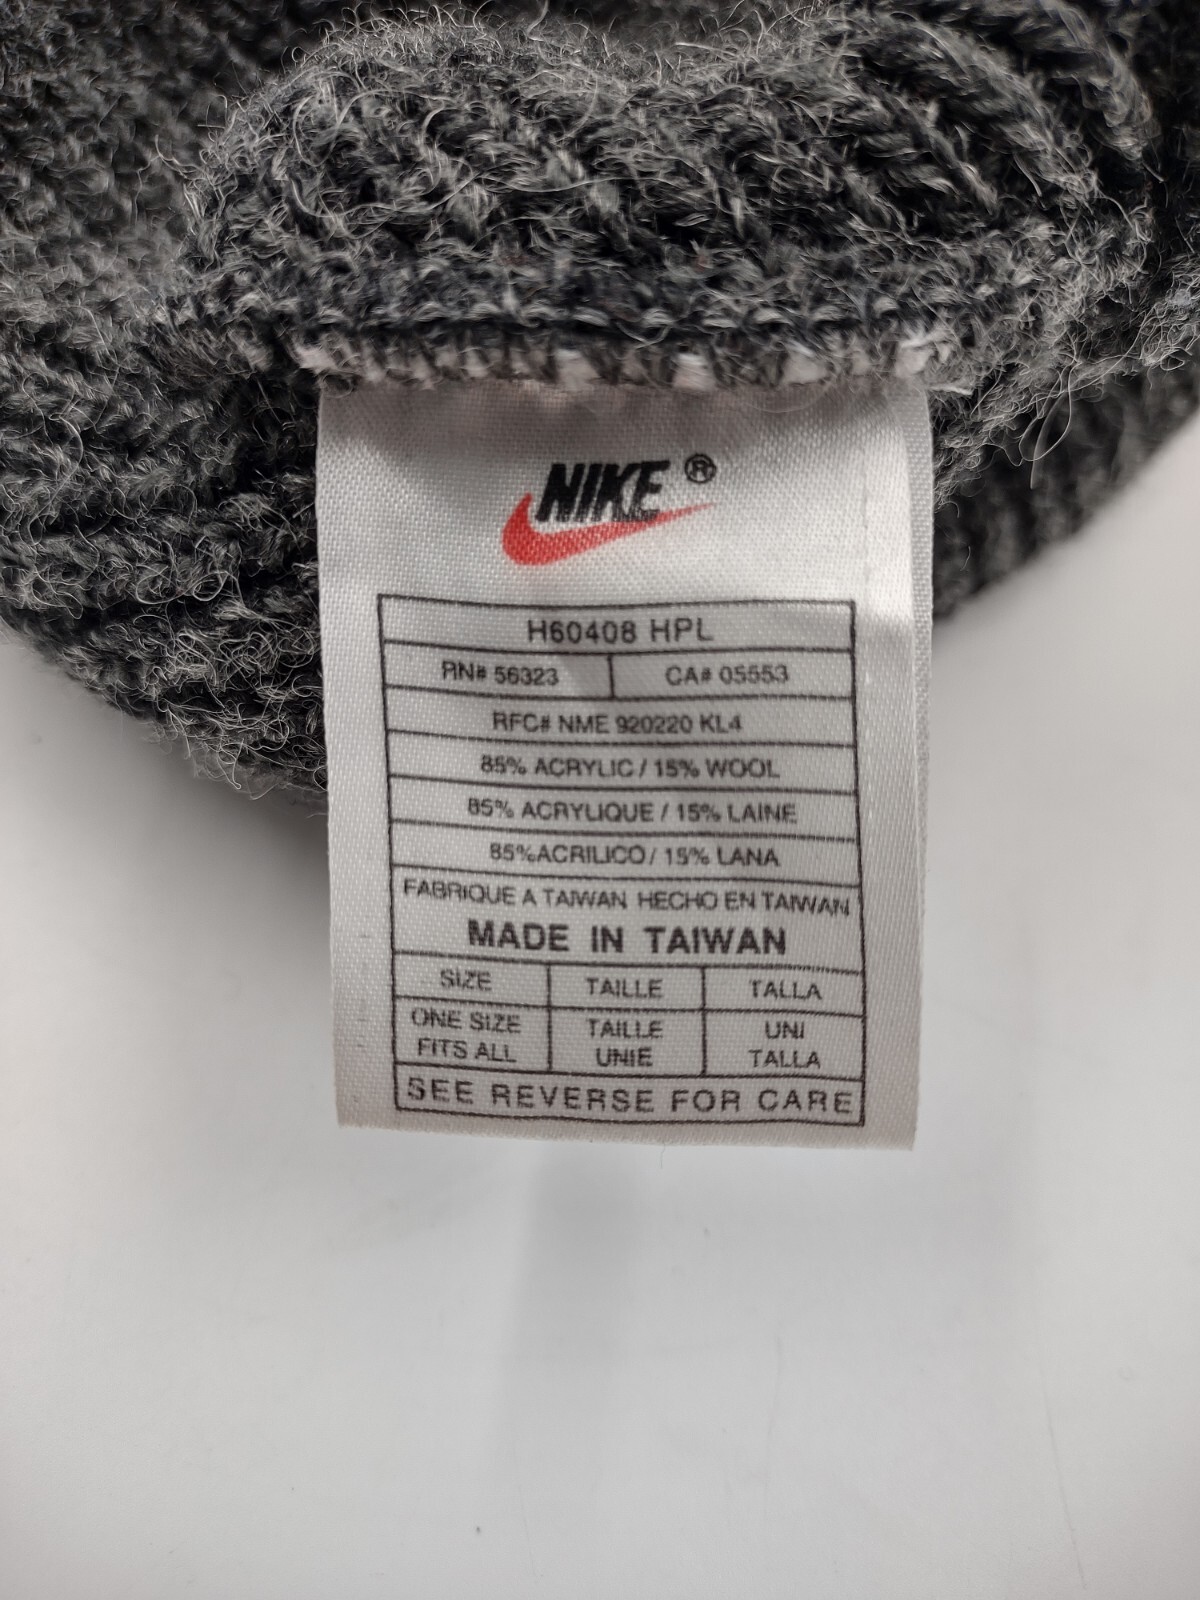 NIKE ®
H60408 HPL
RN# 56323 CA# 05553
RFC# NME 920220 KL4
85% ACRYLIC / 15% WOOL
85% ACRYLIQUE / 15% LAINE
85%ACRILICO / 15% LANA
FABRIQUE A TAIWAN HECHO EN TAIWAN
MADE IN TAIWAN
SIZE TAILLE TALLA
ONE SIZE TAILLE UNI
FITS ALL UNIE TALLA
SEE REVERSE FOR CARE